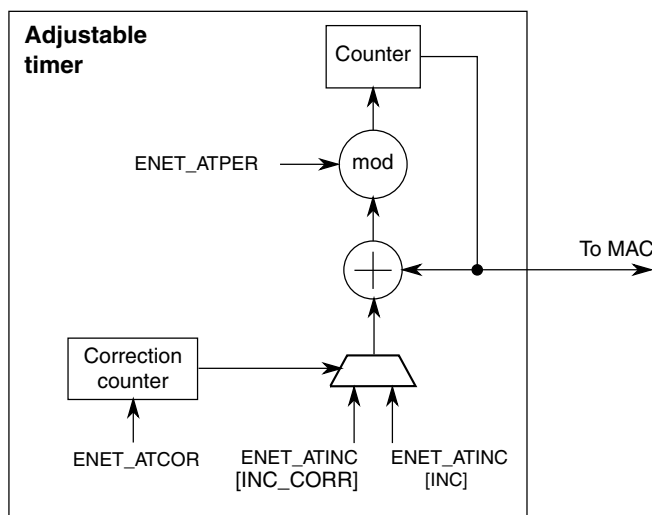 Adjustable
timer
Counter
ENET_ATPER
mod
To MAC
Correction
counter
ENET_ATCOR
ENET_ATINC
[INC_CORR]
ENET_ATINC
[INC]